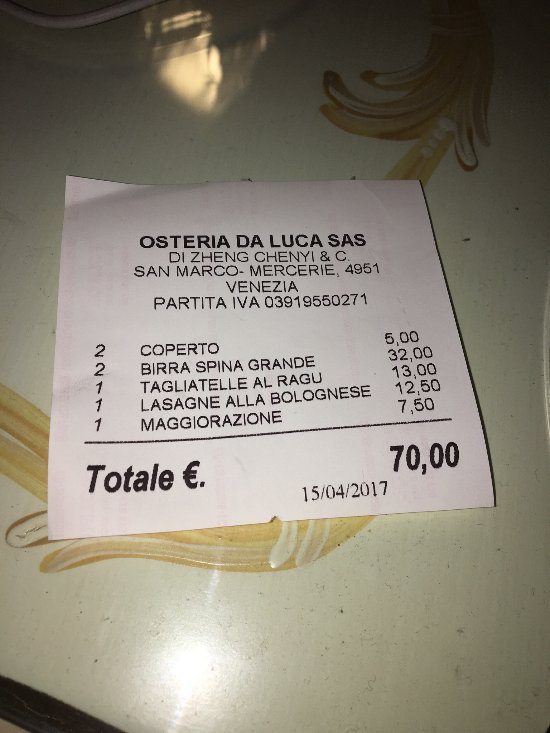 OSTERIA DA LUCA SAS
DI ZHENG CHENYI & C.
SAN MARCO- MERCERIE, 4951
VENEZIA
PARTITA IVA 03919550271
2 COPERTO 5,00
2 BIRRA SPINA GRANDE 32,00
1 TAGLIATELLE AL RAGU 13,00
1 LASAGNE ALLA BOLOGNESE 12,50
1 MAGGIORAZIONE 7,50
Totale €. 70,00
15/04/2017